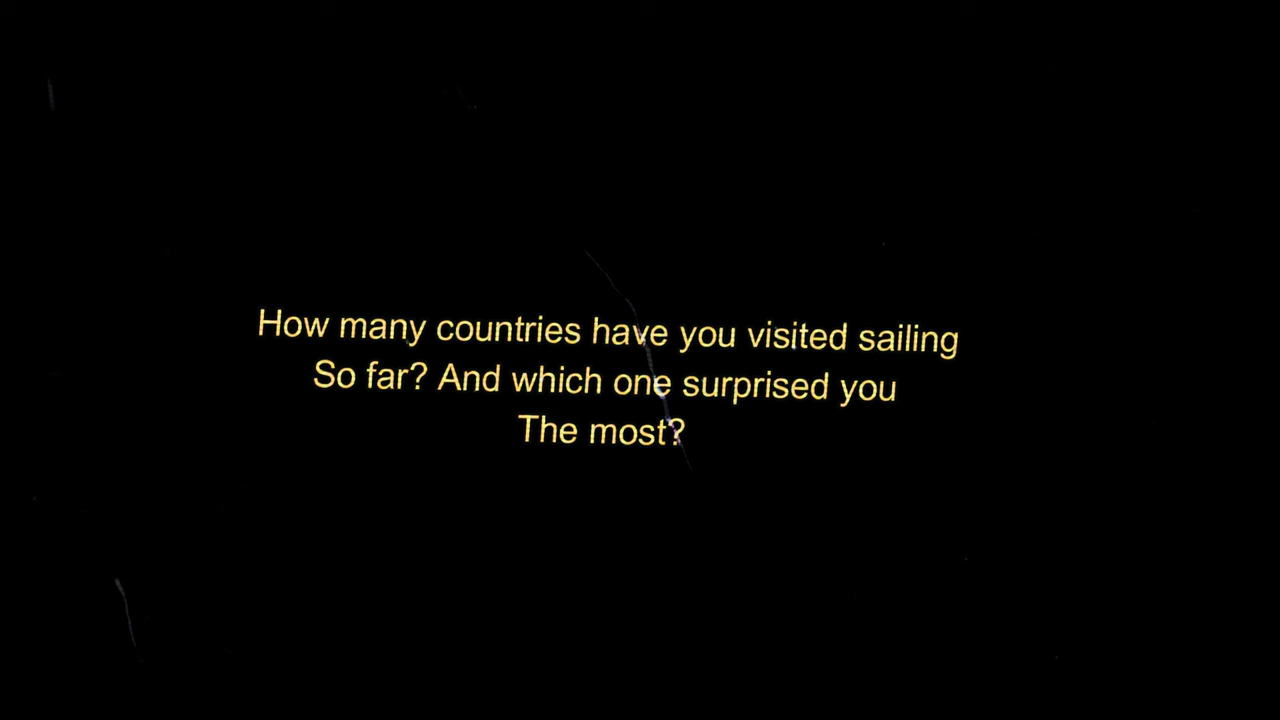 How many countries have you visited sailing
So far? And which one surprised you
The most?